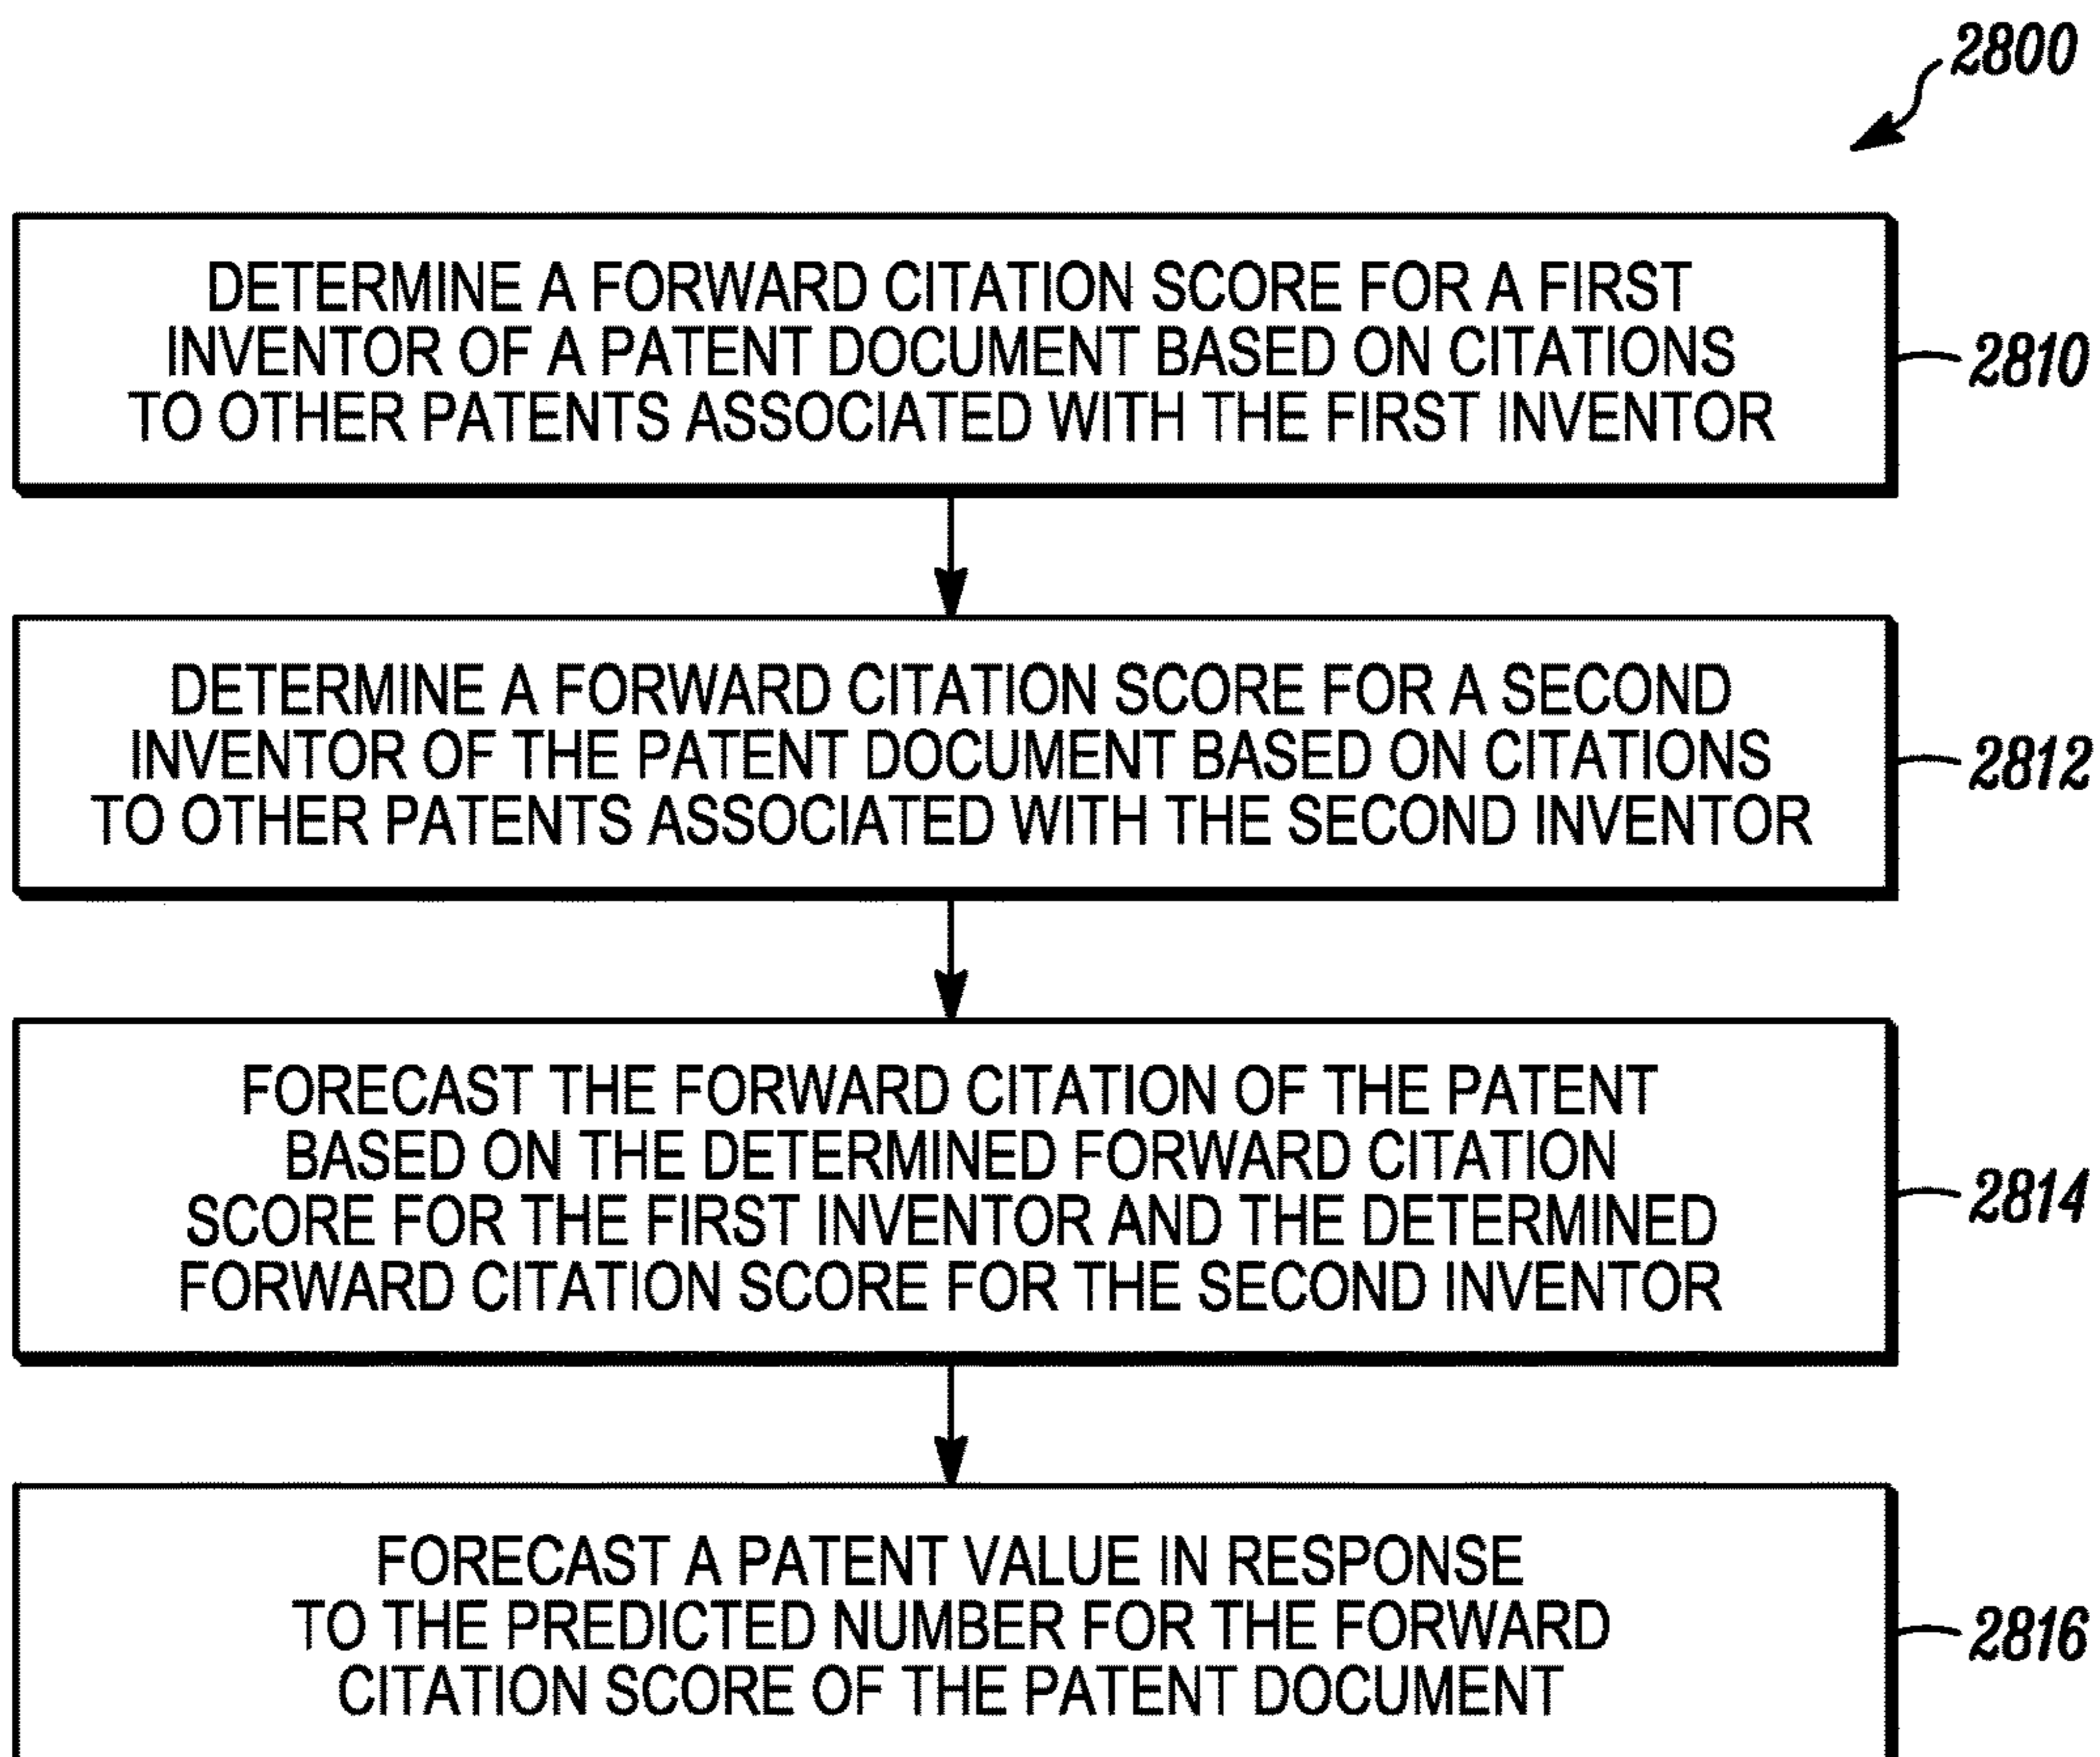 2800
DETERMINE A FORWARD CITATION SCORE FOR A FIRST
INVENTOR OF A PATENT DOCUMENT BASED ON CITATIONS
TO OTHER PATENTS ASSOCIATED WITH THE FIRST INVENTOR
2810
DETERMINE A FORWARD CITATION SCORE FOR A SECOND
INVENTOR OF THE PATENT DOCUMENT BASED ON CITATIONS
TO OTHER PATENTS ASSOCIATED WITH THE SECOND INVENTOR
2812
FORECAST THE FORWARD CITATION OF THE PATENT
BASED ON THE DETERMINED FORWARD CITATION
SCORE FOR THE FIRST INVENTOR AND THE DETERMINED
FORWARD CITATION SCORE FOR THE SECOND INVENTOR
2814
FORECAST A PATENT VALUE IN RESPONSE
TO THE PREDICTED NUMBER FOR THE FORWARD
CITATION SCORE OF THE PATENT DOCUMENT
2816